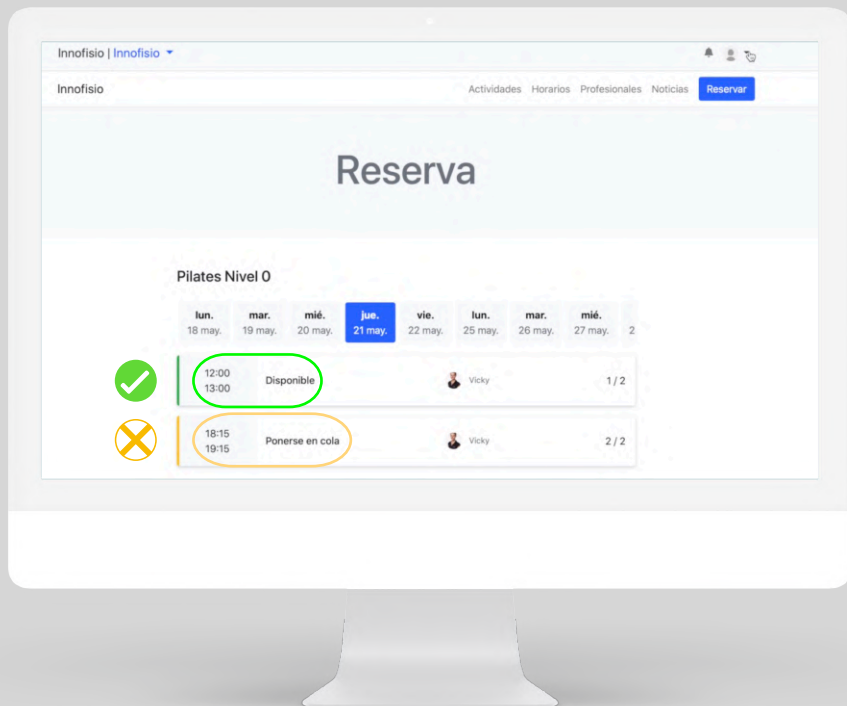 Innofisio | Innofisio
Innofisio
Actividades Horarios Profesionales Noticias Reservar
Reserva
Pilates Nivel 0
lun. mar. mié. jue. vie. lun. mar. mié.
18 may. 19 may. 20 may. 21 may. 22 may. 25 may. 26 may. 27 may. 2
12:00
13:00
Disponible
Vicky
1 / 2
18:15
19:15
Ponerse en cola
Vicky
2 / 2